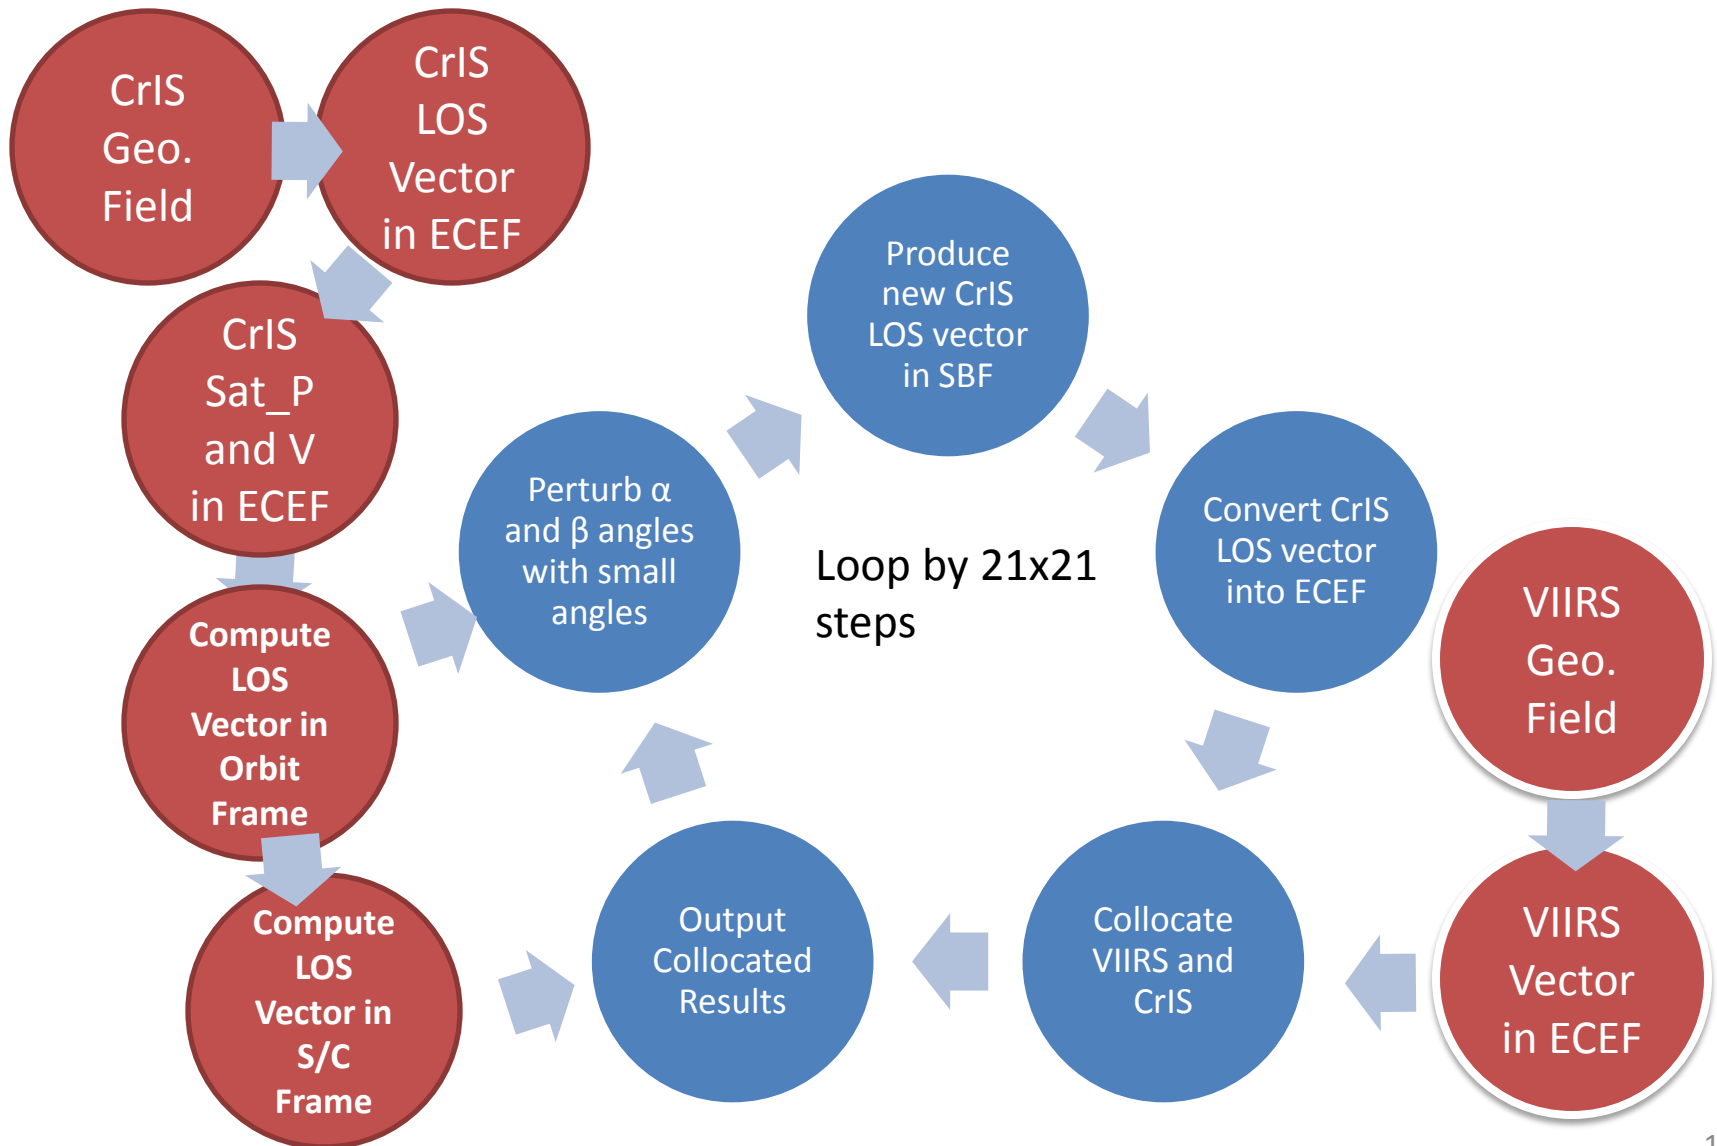 CrIS
Geo.
Field
CrIS
LOS
Vector
in ECEF
CrIS
Sat_P
and V
in ECEF
Compute
LOS
Vector in
Orbit
Frame
Compute
LOS
Vector in
S/C
Frame
Perturb α
and β angles
with small
angles
Produce
new CrIS
LOS vector
in SBF
Convert CrIS
LOS vector
into ECEF
Loop by 21x21
steps
VIIRS
Geo.
Field
VIIRS
Vector
in ECEF
Collocate
VIIRS and
CrIS
Output
Collocated
Results